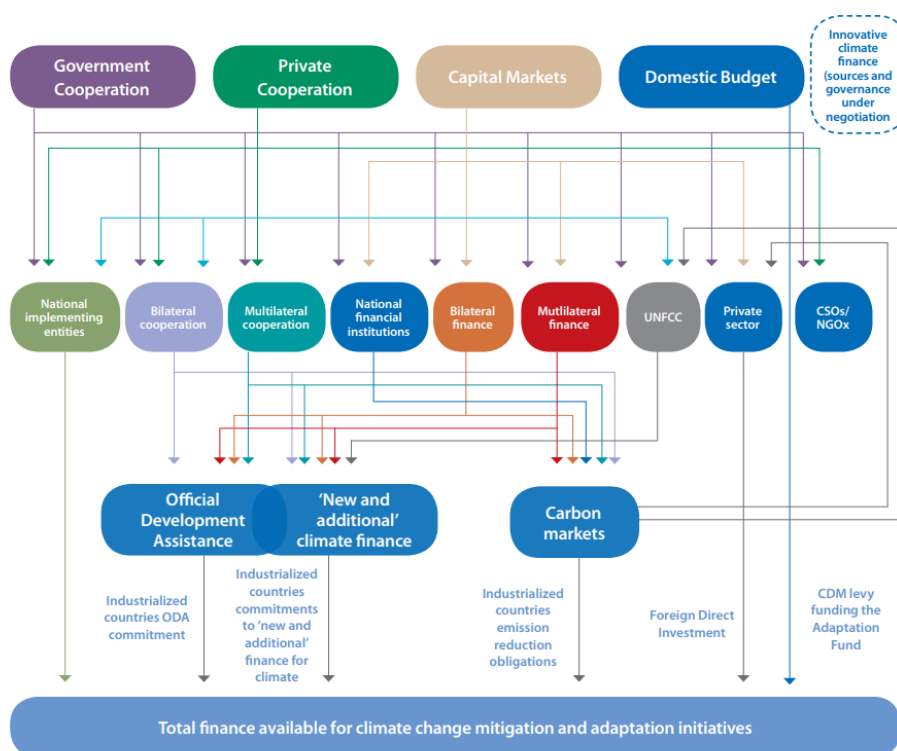 Government
Cooperation
Private
Cooperation
Capital Markets
Domestic Budget
Innovative
climate
finance
(sources and
governance
under
negotiation
National
implementing
entities
Bilateral
cooperation
Multilateral
cooperation
National
financial
institutions
Bilateral
finance
Mutlilateral
finance
UNFCC
Private
sector
CSOs/
NGOx
Official
Development
Assistance
‘New and
additional’
climate finance
Carbon
markets
Industrialized
countries ODA
commitment
Industrialized
countries
commitments
to ‘new and
additional’
finance for
climate
Industrialized
countries
emission
reduction
obligations
Foreign Direct
Investment
CDM levy
funding the
Adaptation
Fund
Total finance available for climate change mitigation and adaptation initiatives